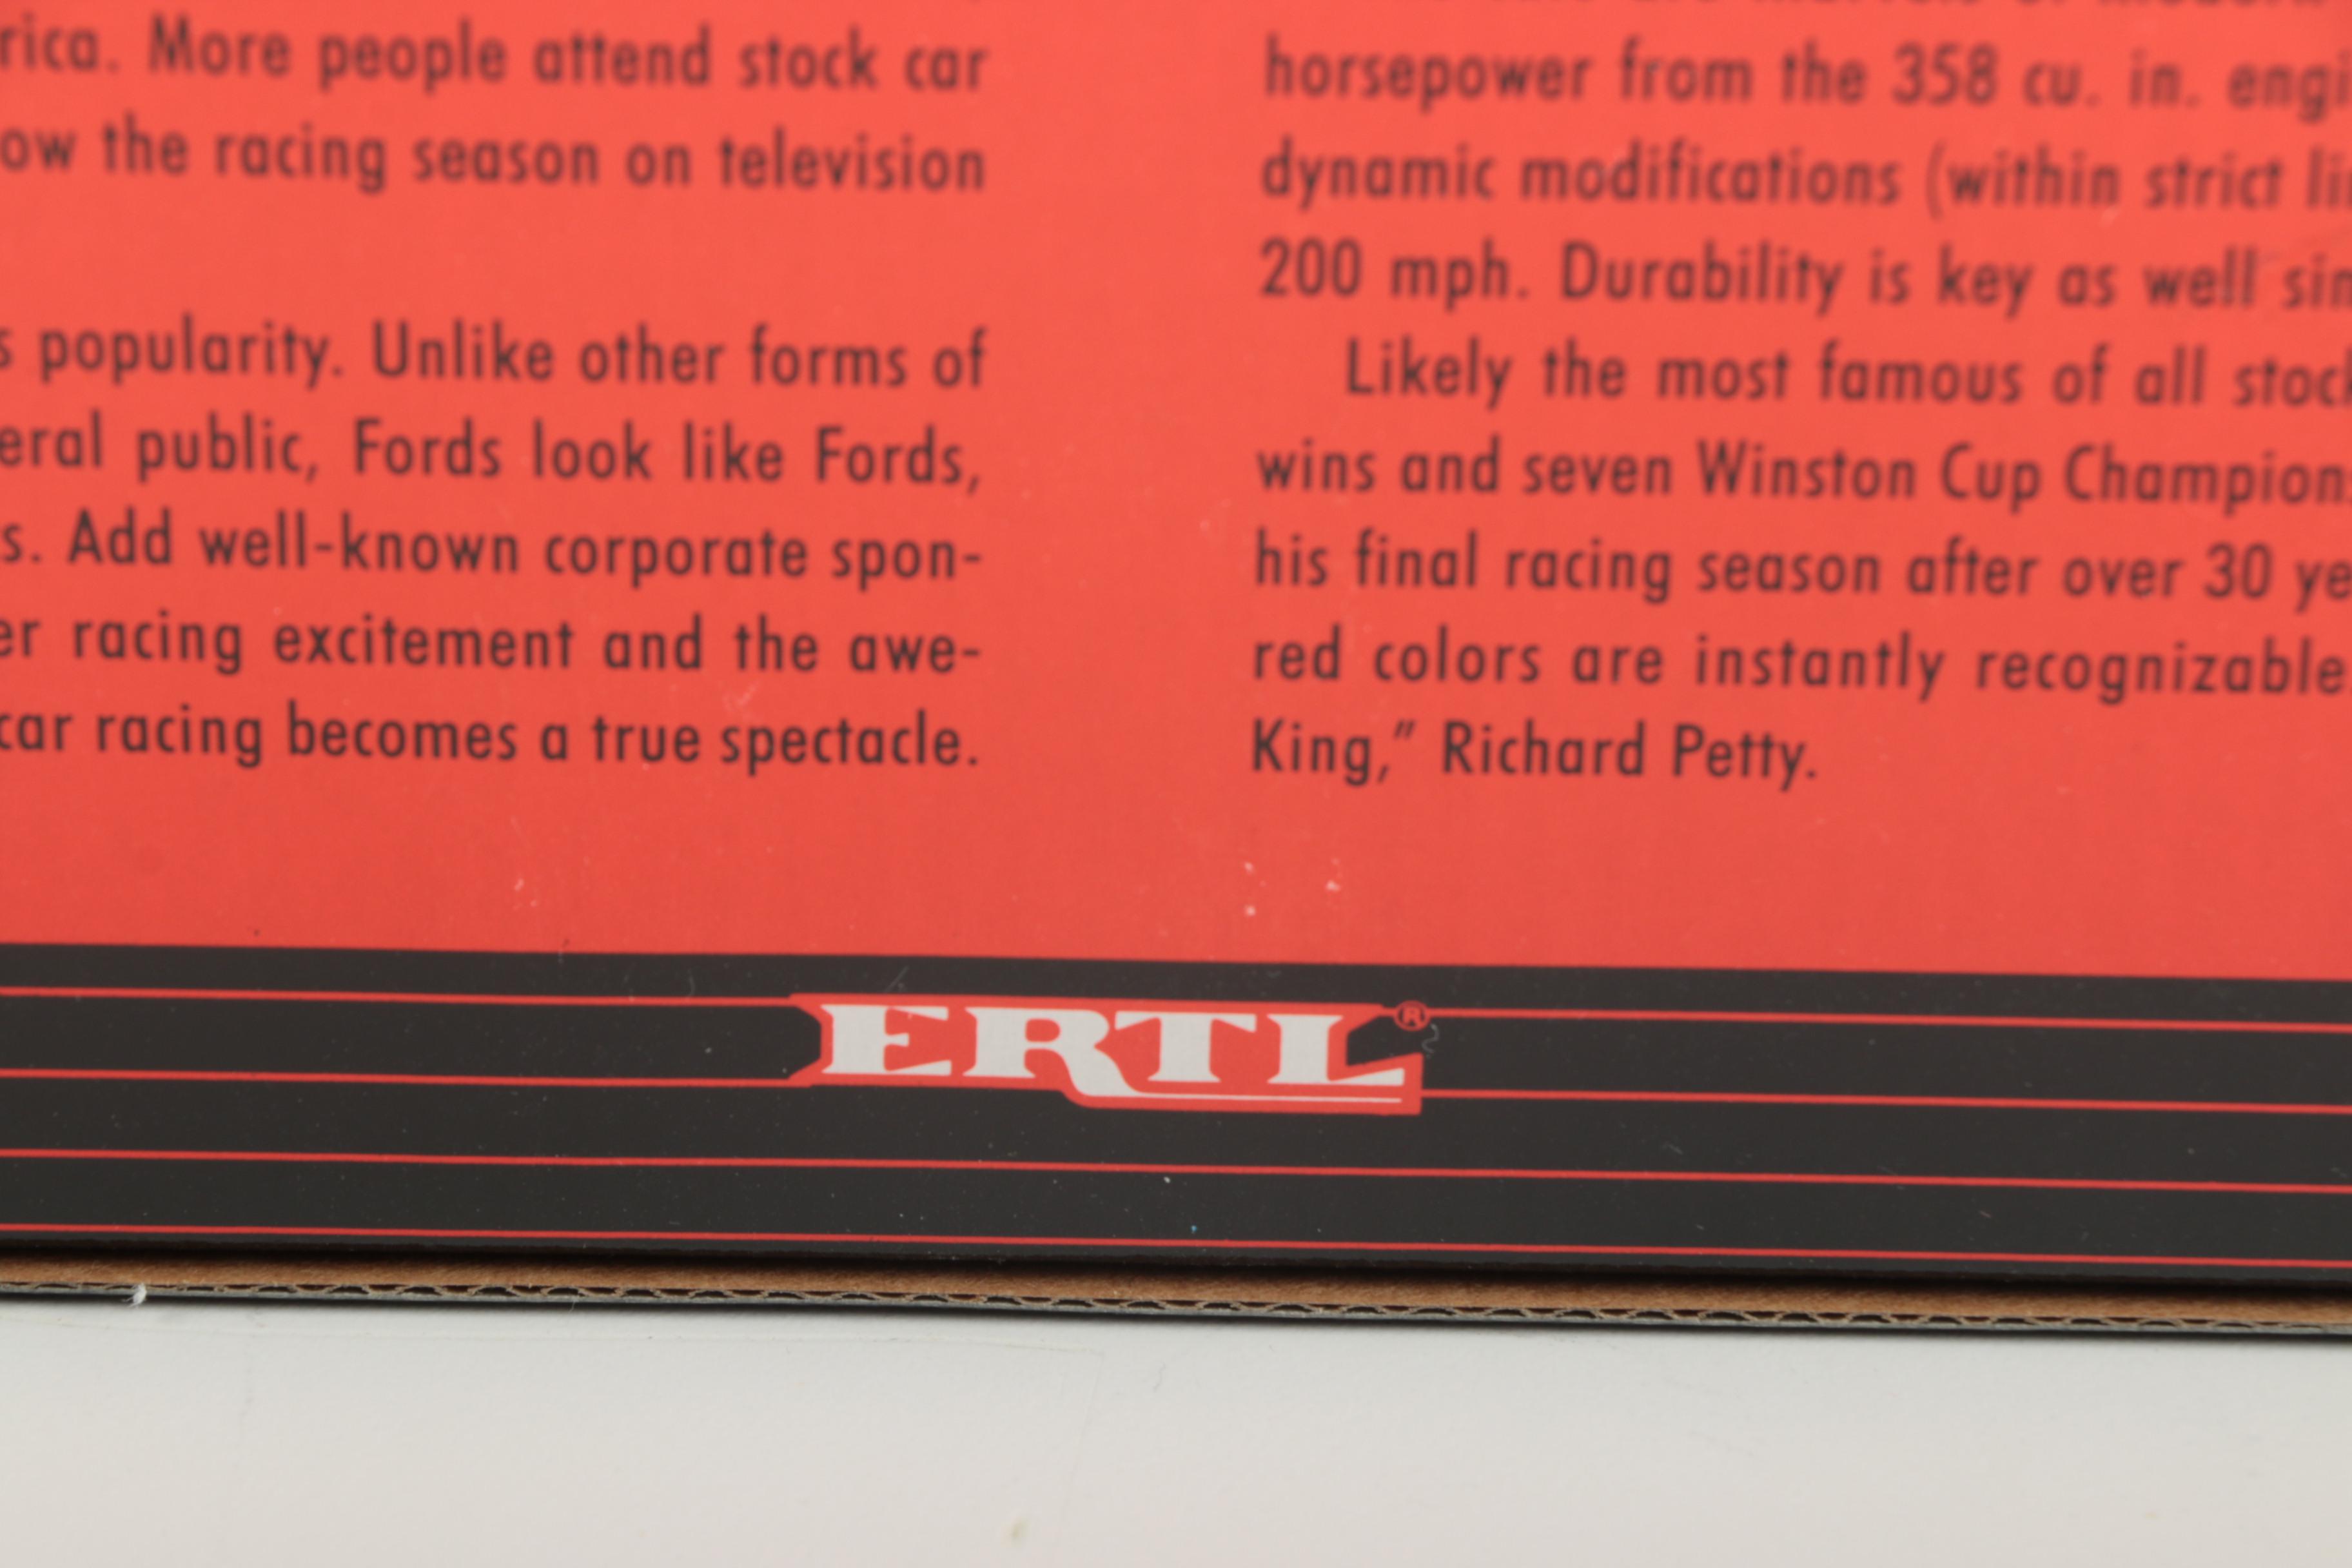 rica. More people attend stock car
ow the racing season on television
s popularity. Unlike other forms of
eral public, Fords look like Fords,
s. Add well-known corporate spon-
er racing excitement and the awe-
car racing becomes a true spectacle.
horsepower from the 358 cu. in. engi
dynamic modifications (within strict li
200 mph. Durability is key as well sin
Likely the most famous of all stock
wins and seven Winston Cup Champion
his final racing season after over 30 ye
red colors are instantly recognizable
King,” Richard Petty.
ERTL®